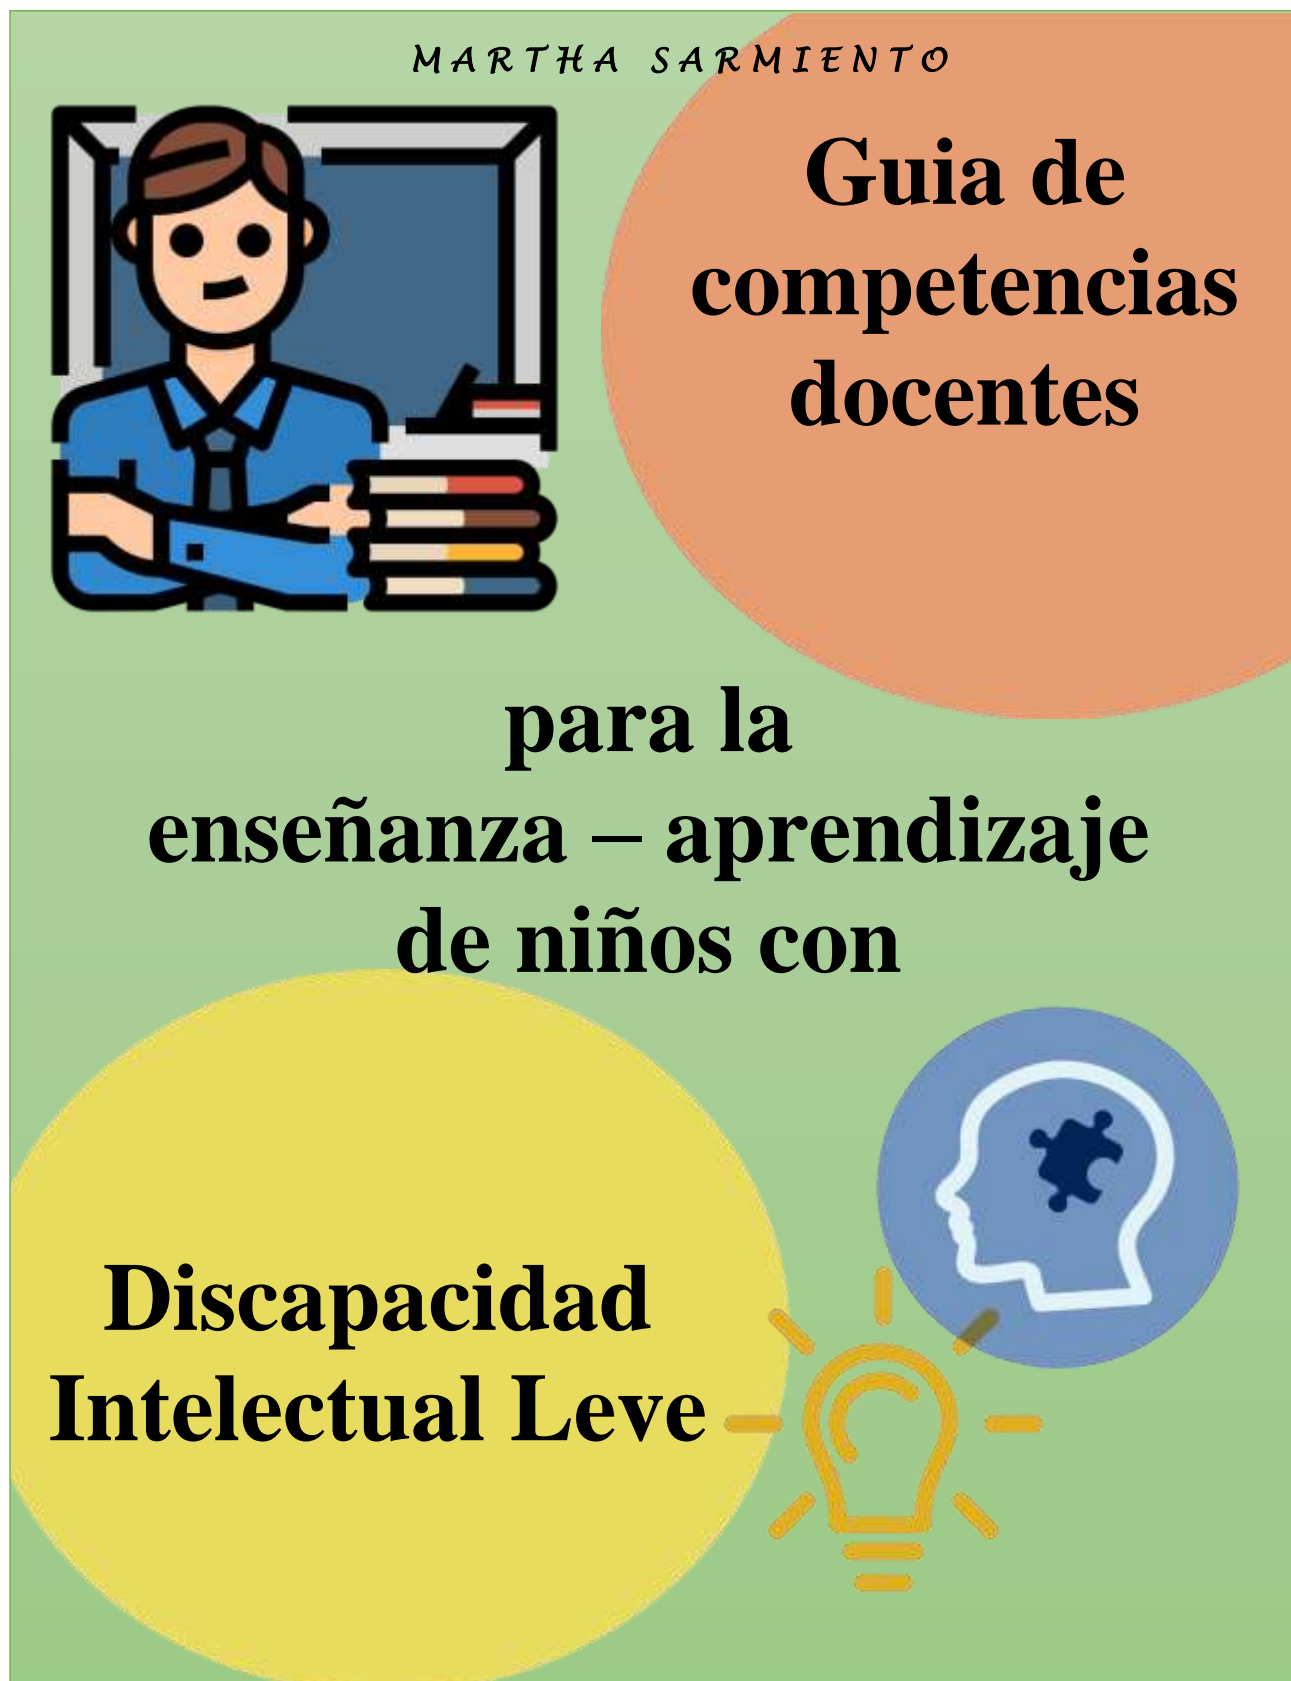 MARTHA SARMIENTO
Guia de
competencias
docentes
para la
enseñanza – aprendizaje
de niños con
Discapacidad
Intelectual Leve